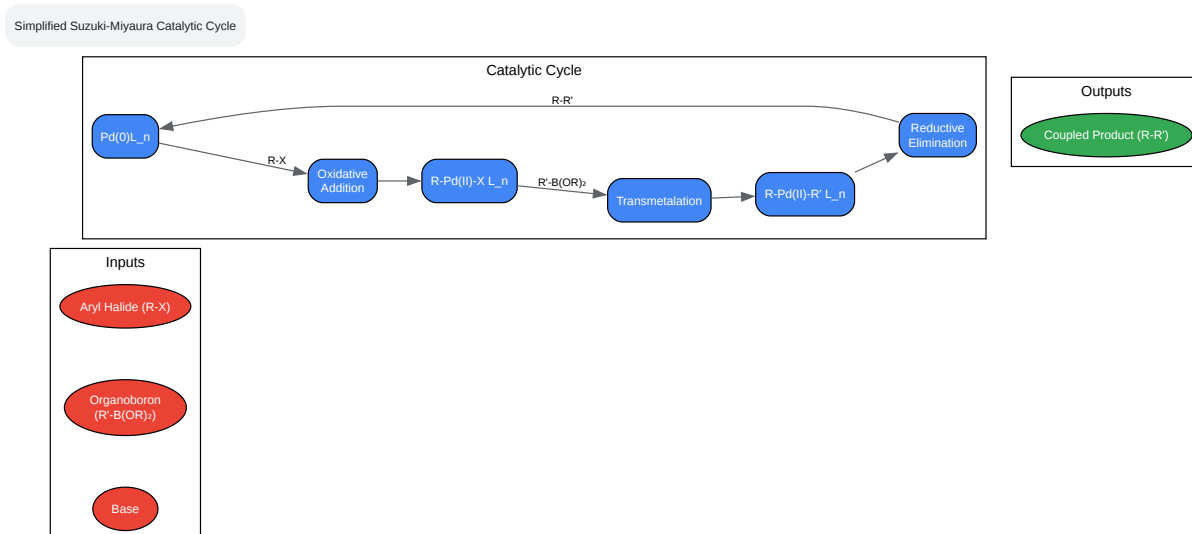 Simplified Suzuki-Miyaura Catalytic Cycle
Catalytic Cycle
R-R'
Pd(0)L_n
R-X
Oxidative
Addition
R-Pd(II)-X L_n
R'-B(OR)₂
Transmetalation
R-Pd(II)-R' L_n
Reductive
Elimination
Outputs
Coupled Product (R-R')
Inputs
Aryl Halide (R-X)
Organoboron
(R'-B(OR)₂)
Base